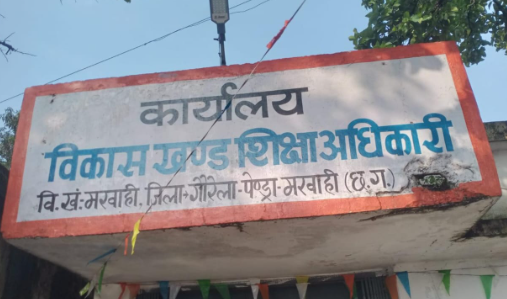 कार्यालय
विकास खण्ड शिक्षा अधिकारी
वि.खं:मरवाही, जिला-गौरेला-पेण्ड्रा-मरवाही (छ.ग.)